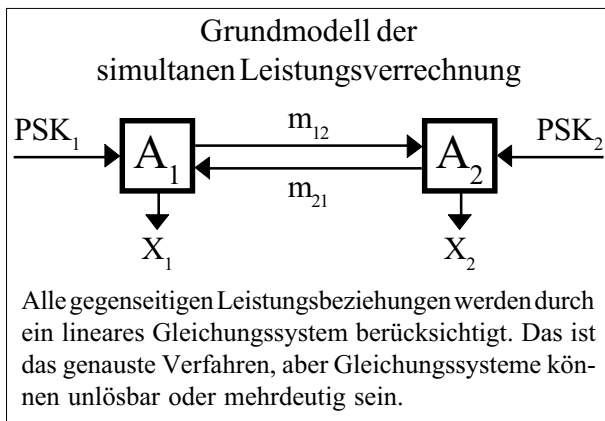 Grundmodell der
simultanen Leistungsverrechnung
PSK₁
A₁
m₁₂
m₂₁
A₂
PSK₂
X₁
X₂
Alle gegenseitigen Leistungsbeziehungen werden durch
ein lineares Gleichungssystem berücksichtigt. Das ist
das genauste Verfahren, aber Gleichungssysteme kön-
nen unlösbar oder mehrdeutig sein.